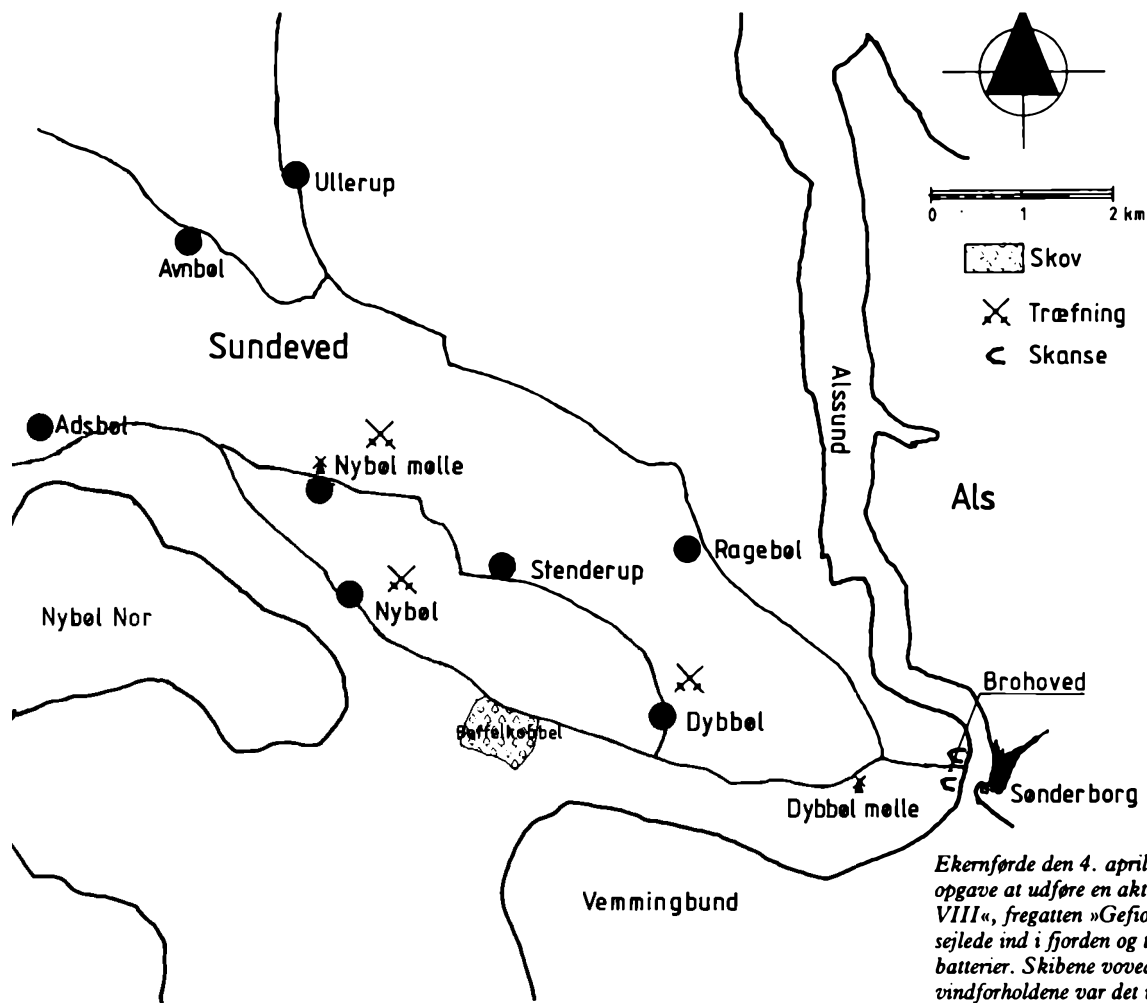 Ullerup
0 1 2 km
Avnbøl
Skov
Træfning
Sundeved
Skanse
Alssund
Adsbøl
Nybøl mølle
Als
Ragebøl
Stenderup
Nybøl Nor
Nybøl
Brohoved
Dybbøl
Bøffelkobbel
Dybbøl mølle
Sønderborg
Vemmingbund
Ekernførde den 4. april
opgave at udføre en akt
VIII«, fregatten »Gefio
sejlede ind i fjorden og t
batterier. Skibene voved
vindforholdene var det